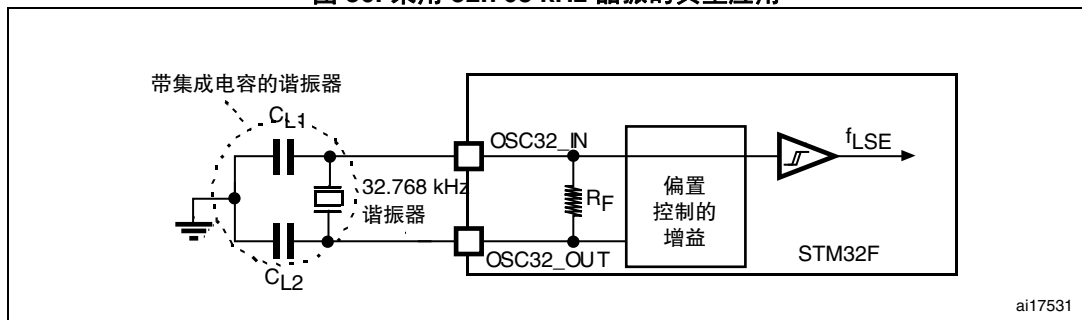 带集成电容的谐振器
CL1
OSC32_IN
fLSE
32.768 kHz
谐振器
RF
偏置
控制的
增益
OSC32_OUT
STM32F
CL2
ai17531